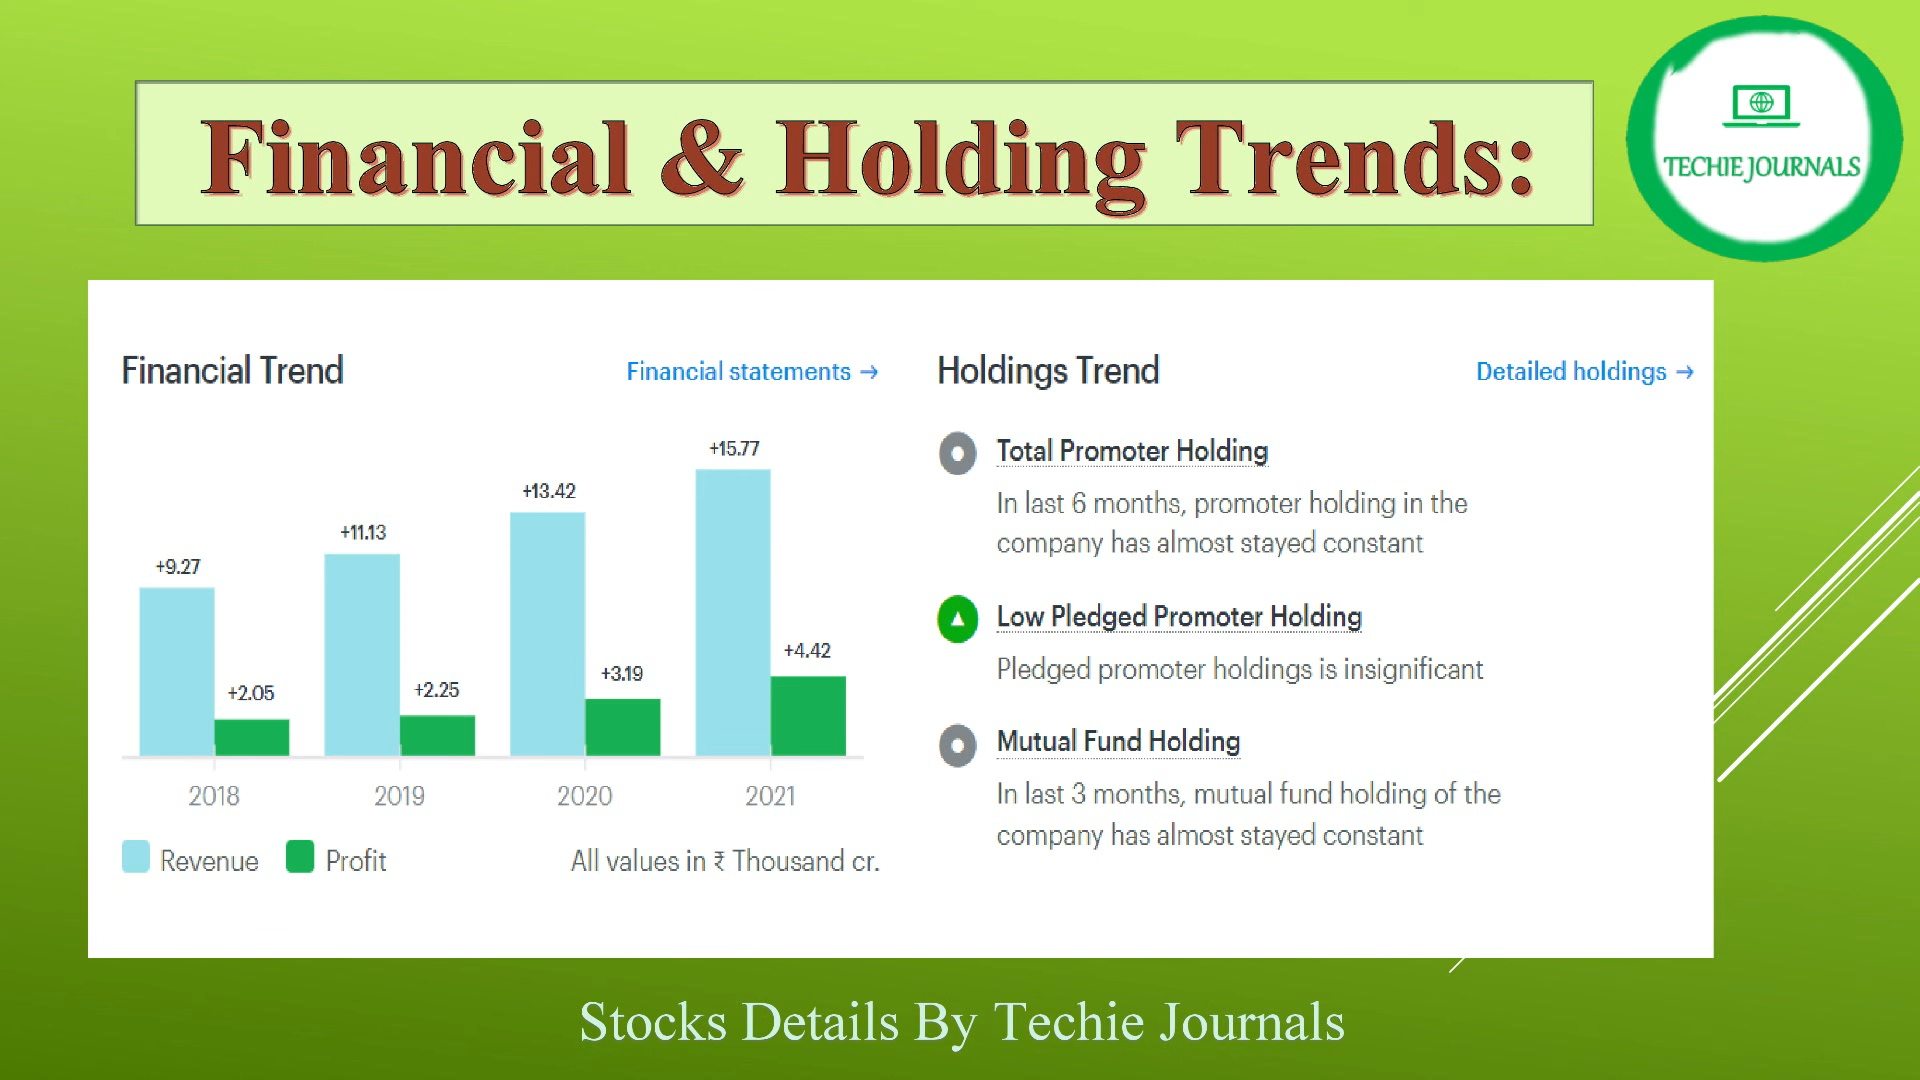 Financial & Holding Trends:
TECHIE JOURNALS
Financial Trend
Financial statements →
+9.27
+2.05
+11.13
+2.25
+13.42
+3.19
+15.77
+4.42
2018
2019
2020
2021
Revenue
Profit
All values in ₹ Thousand cr.
Holdings Trend
Detailed holdings →
Total Promoter Holding
In last 6 months, promoter holding in the
company has almost stayed constant
Low Pledged Promoter Holding
Pledged promoter holdings is insignificant
Mutual Fund Holding
In last 3 months, mutual fund holding of the
company has almost stayed constant
Stocks Details By Techie Journals